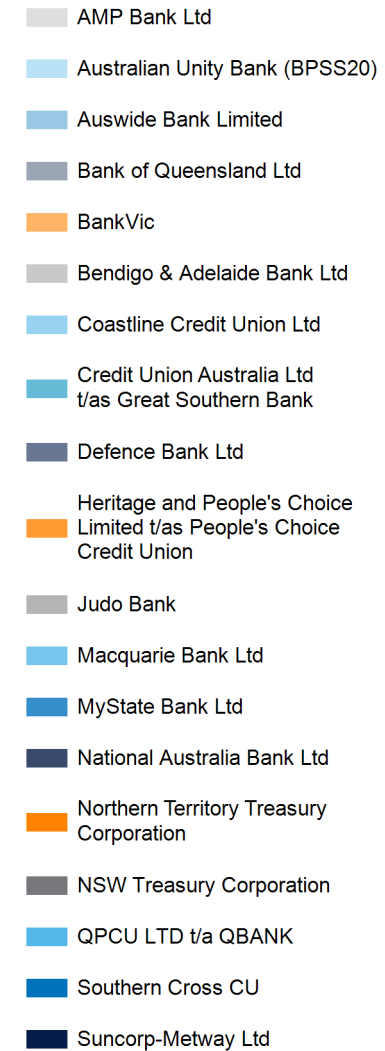 AMP Bank Ltd
Australian Unity Bank (BPSS20)
Auswide Bank Limited
Bank of Queensland Ltd
BankVic
Bendigo & Adelaide Bank Ltd
Coastline Credit Union Ltd
Credit Union Australia Ltd
t/as Great Southern Bank
Defence Bank Ltd
Heritage and People's Choice
Limited t/as People's Choice
Credit Union
Judo Bank
Macquarie Bank Ltd
MyState Bank Ltd
National Australia Bank Ltd
Northern Territory Treasury
Corporation
NSW Treasury Corporation
QPCU LTD t/a QBANK
Southern Cross CU
Suncorp-Metway Ltd